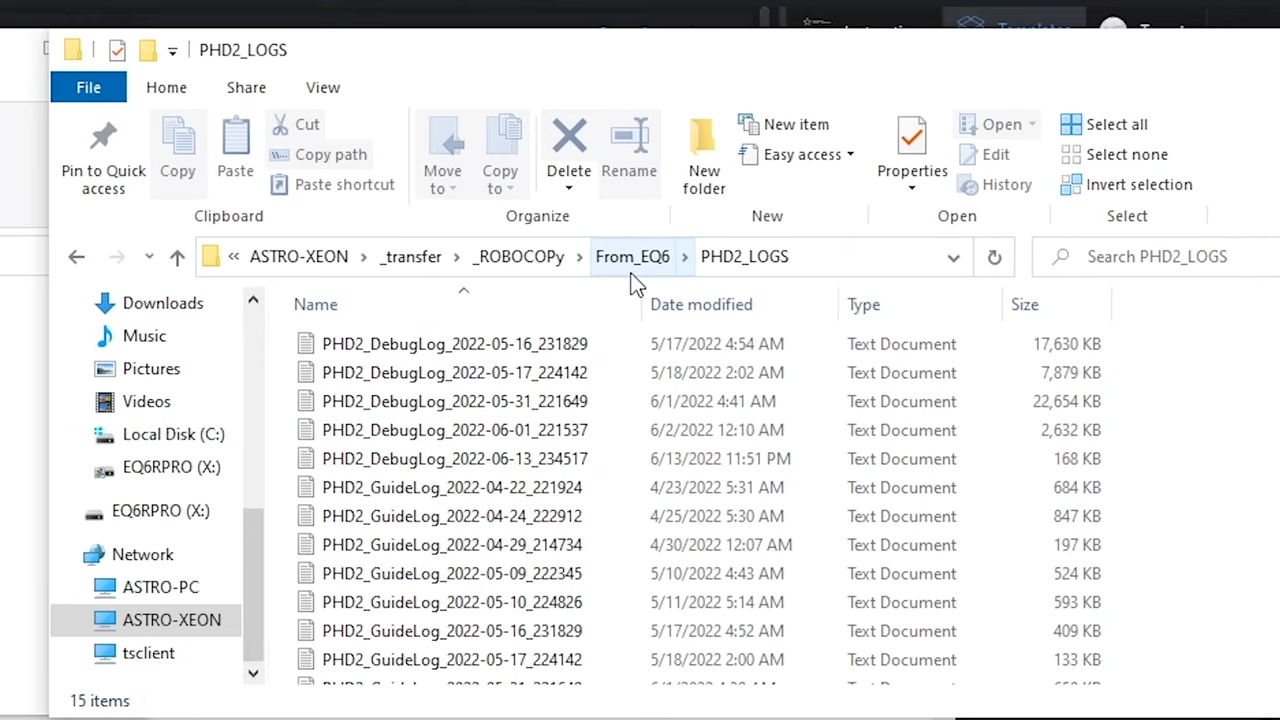 Templates
PHD2_LOGS
File Home Share View
Pin to Quick access
Copy
Paste
Cut
Copy path
Paste shortcut
Move to
Copy to
Delete
Rename
New folder
New item
Easy access
Properties
Open
Edit
History
Select all
Select none
Invert selection
Clipboard Organize New Open Select
« ASTRO-XEON › _transfer › _ROBOCOPy › From_EQ6 › PHD2_LOGS
Search PHD2_LOGS
Downloads
Music
Pictures
Videos
Local Disk (C:)
EQ6RPRO (X:)
EQ6RPRO (X:)
Network
ASTRO-PC
ASTRO-XEON
tsclient
Name Date modified Type Size
PHD2_DebugLog_2022-05-16_231829 5/17/2022 4:54 AM Text Document 17,630 KB
PHD2_DebugLog_2022-05-17_224142 5/18/2022 2:02 AM Text Document 7,879 KB
PHD2_DebugLog_2022-05-31_221649 6/1/2022 4:41 AM Text Document 22,654 KB
PHD2_DebugLog_2022-06-01_221537 6/2/2022 12:10 AM Text Document 2,632 KB
PHD2_DebugLog_2022-06-13_234517 6/13/2022 11:51 PM Text Document 168 KB
PHD2_GuideLog_2022-04-22_221924 4/23/2022 5:31 AM Text Document 684 KB
PHD2_GuideLog_2022-04-24_222912 4/25/2022 5:30 AM Text Document 847 KB
PHD2_GuideLog_2022-04-29_214734 4/30/2022 12:07 AM Text Document 197 KB
PHD2_GuideLog_2022-05-09_222345 5/10/2022 4:43 AM Text Document 524 KB
PHD2_GuideLog_2022-05-10_224826 5/11/2022 5:14 AM Text Document 593 KB
PHD2_GuideLog_2022-05-16_231829 5/17/2022 4:52 AM Text Document 409 KB
PHD2_GuideLog_2022-05-17_224142 5/18/2022 2:00 AM Text Document 133 KB
15 items